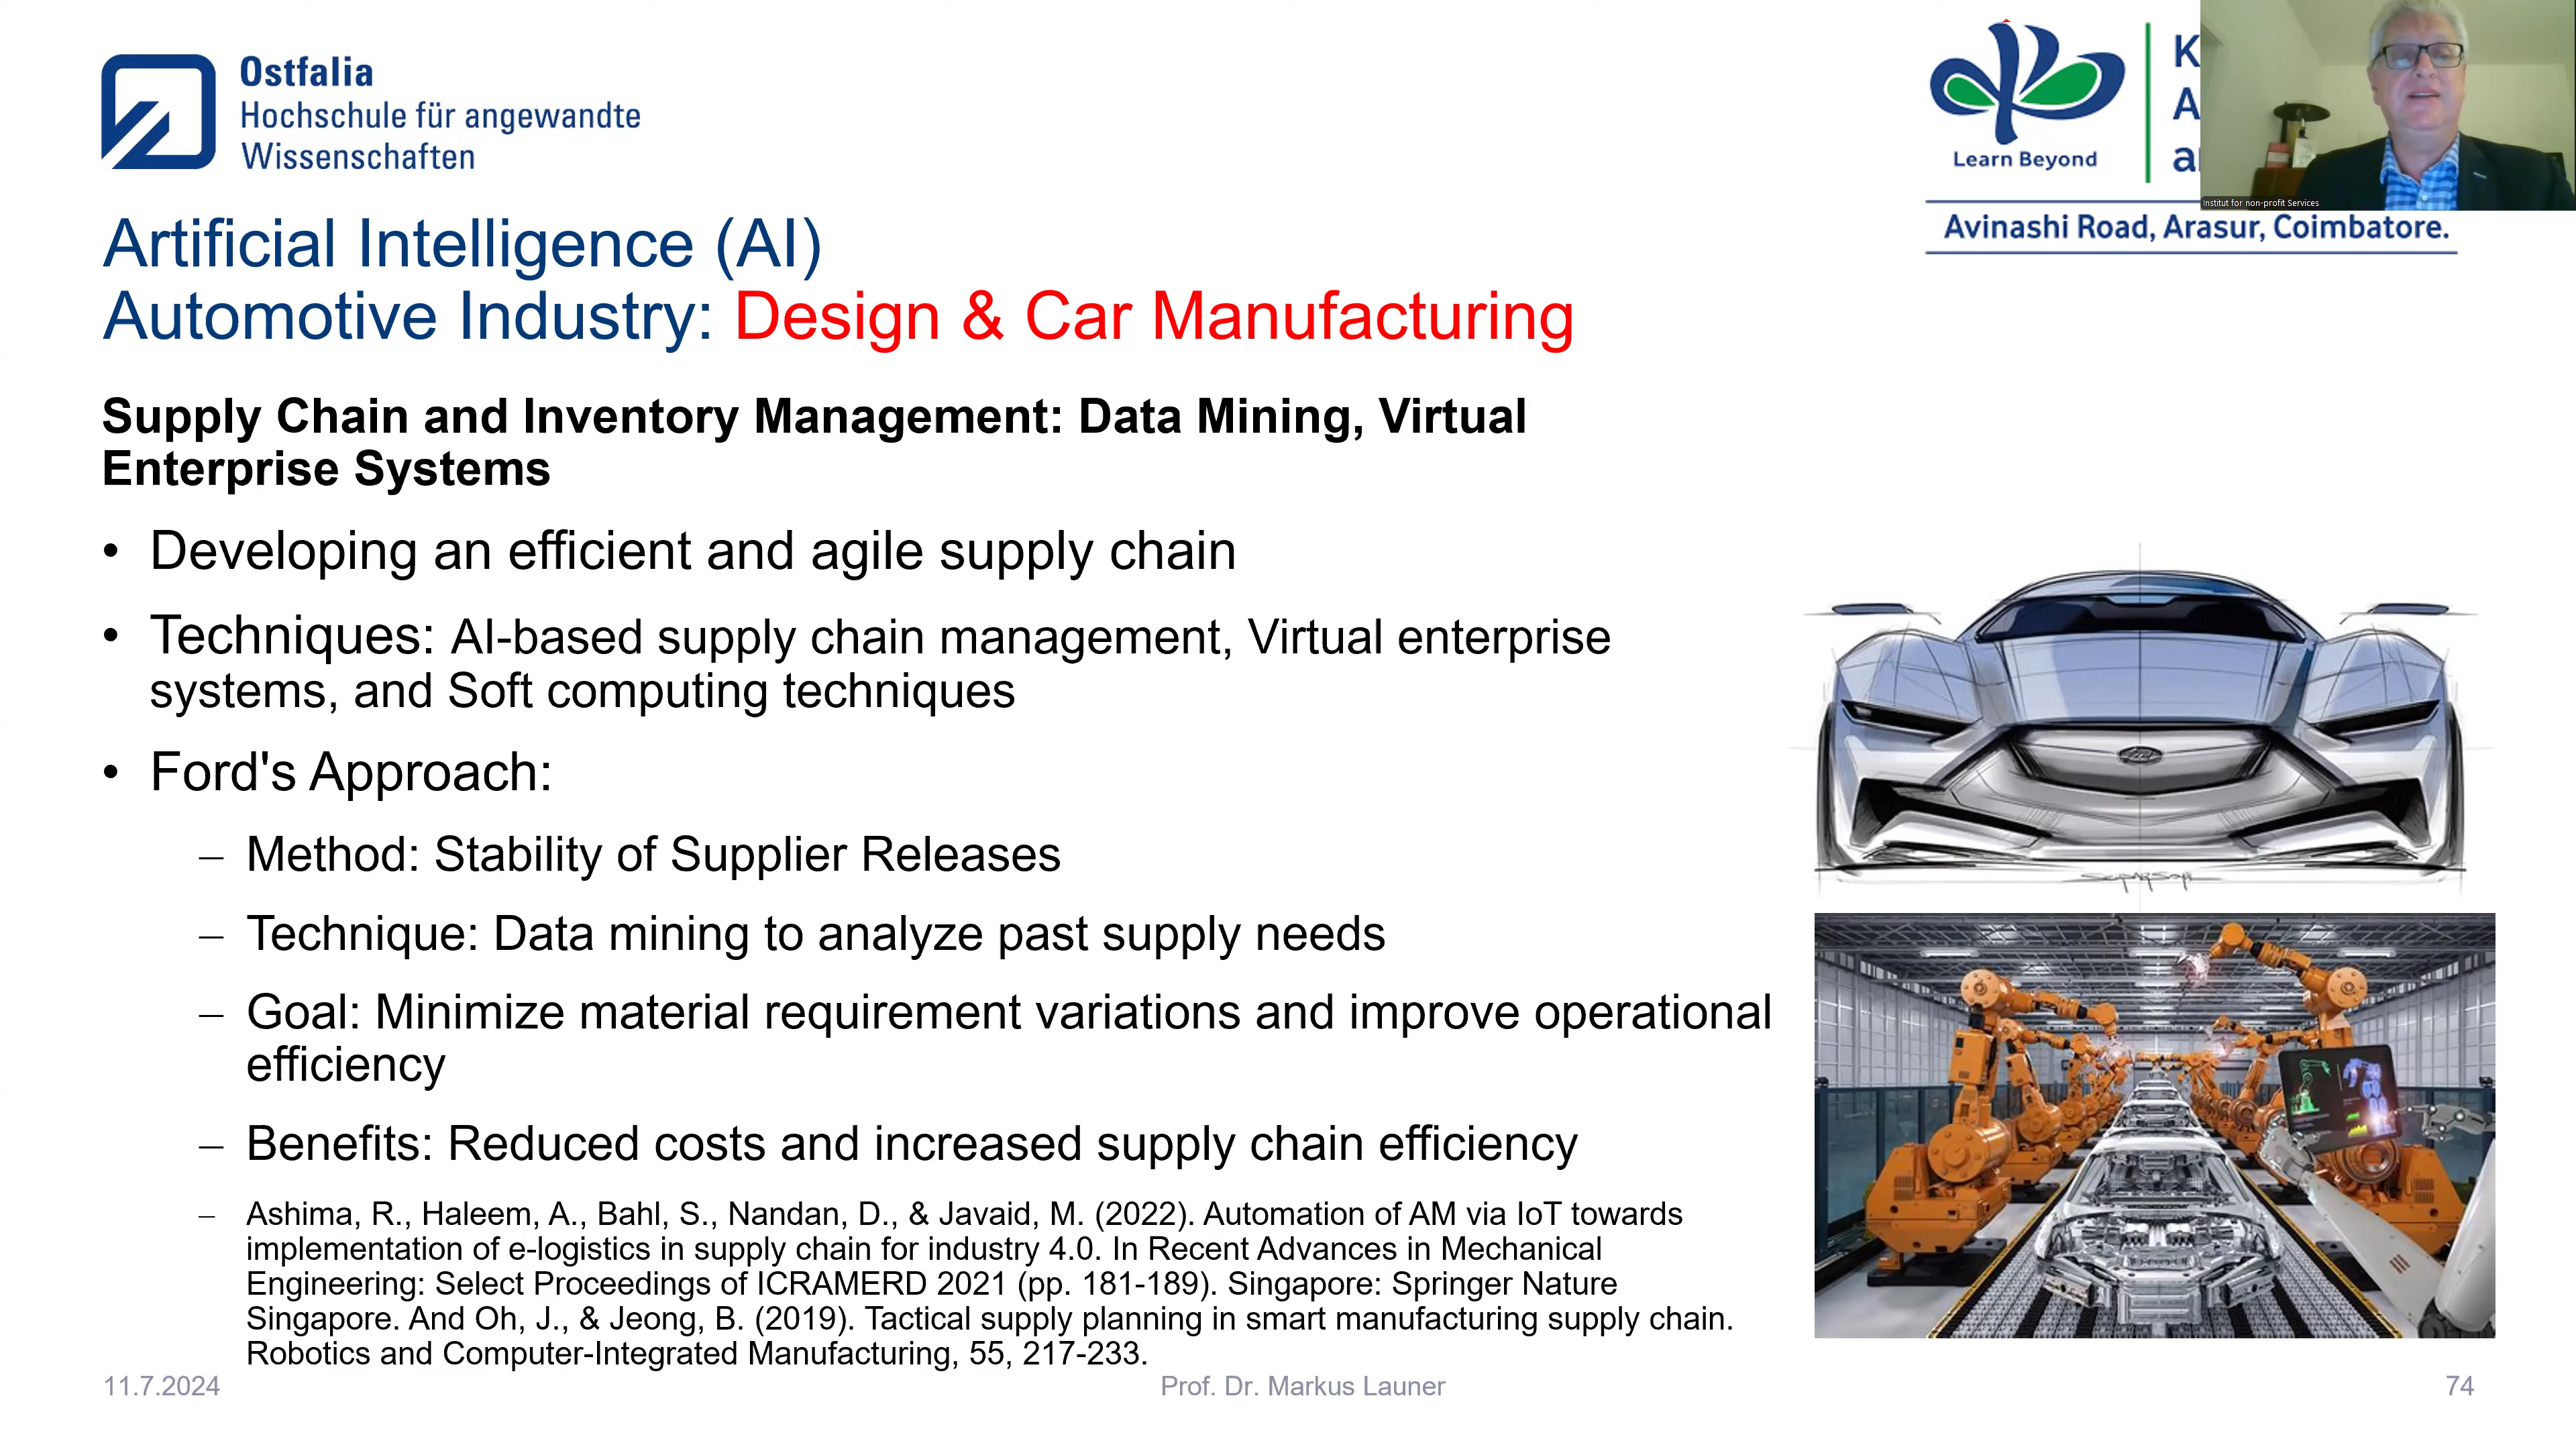 Ostfalia
Hochschule für angewandte
Wissenschaften
Learn Beyond
K
A
a
Institut for non-profit Services
Avinashi Road, Arasur, Coimbatore.
Artificial Intelligence (AI)
Automotive Industry: Design & Car Manufacturing
Supply Chain and Inventory Management: Data Mining, Virtual
Enterprise Systems
• Developing an efficient and agile supply chain
• Techniques: AI-based supply chain management, Virtual enterprise
systems, and Soft computing techniques
• Ford's Approach:
– Method: Stability of Supplier Releases
– Technique: Data mining to analyze past supply needs
– Goal: Minimize material requirement variations and improve operational
efficiency
– Benefits: Reduced costs and increased supply chain efficiency
– Ashima, R., Haleem, A., Bahl, S., Nandan, D., & Javaid, M. (2022). Automation of AM via IoT towards
implementation of e-logistics in supply chain for industry 4.0. In Recent Advances in Mechanical
Engineering: Select Proceedings of ICRAMERD 2021 (pp. 181-189). Singapore: Springer Nature
Singapore. And Oh, J., & Jeong, B. (2019). Tactical supply planning in smart manufacturing supply chain.
Robotics and Computer-Integrated Manufacturing, 55, 217-233.
11.7.2024
Prof. Dr. Markus Launer
74